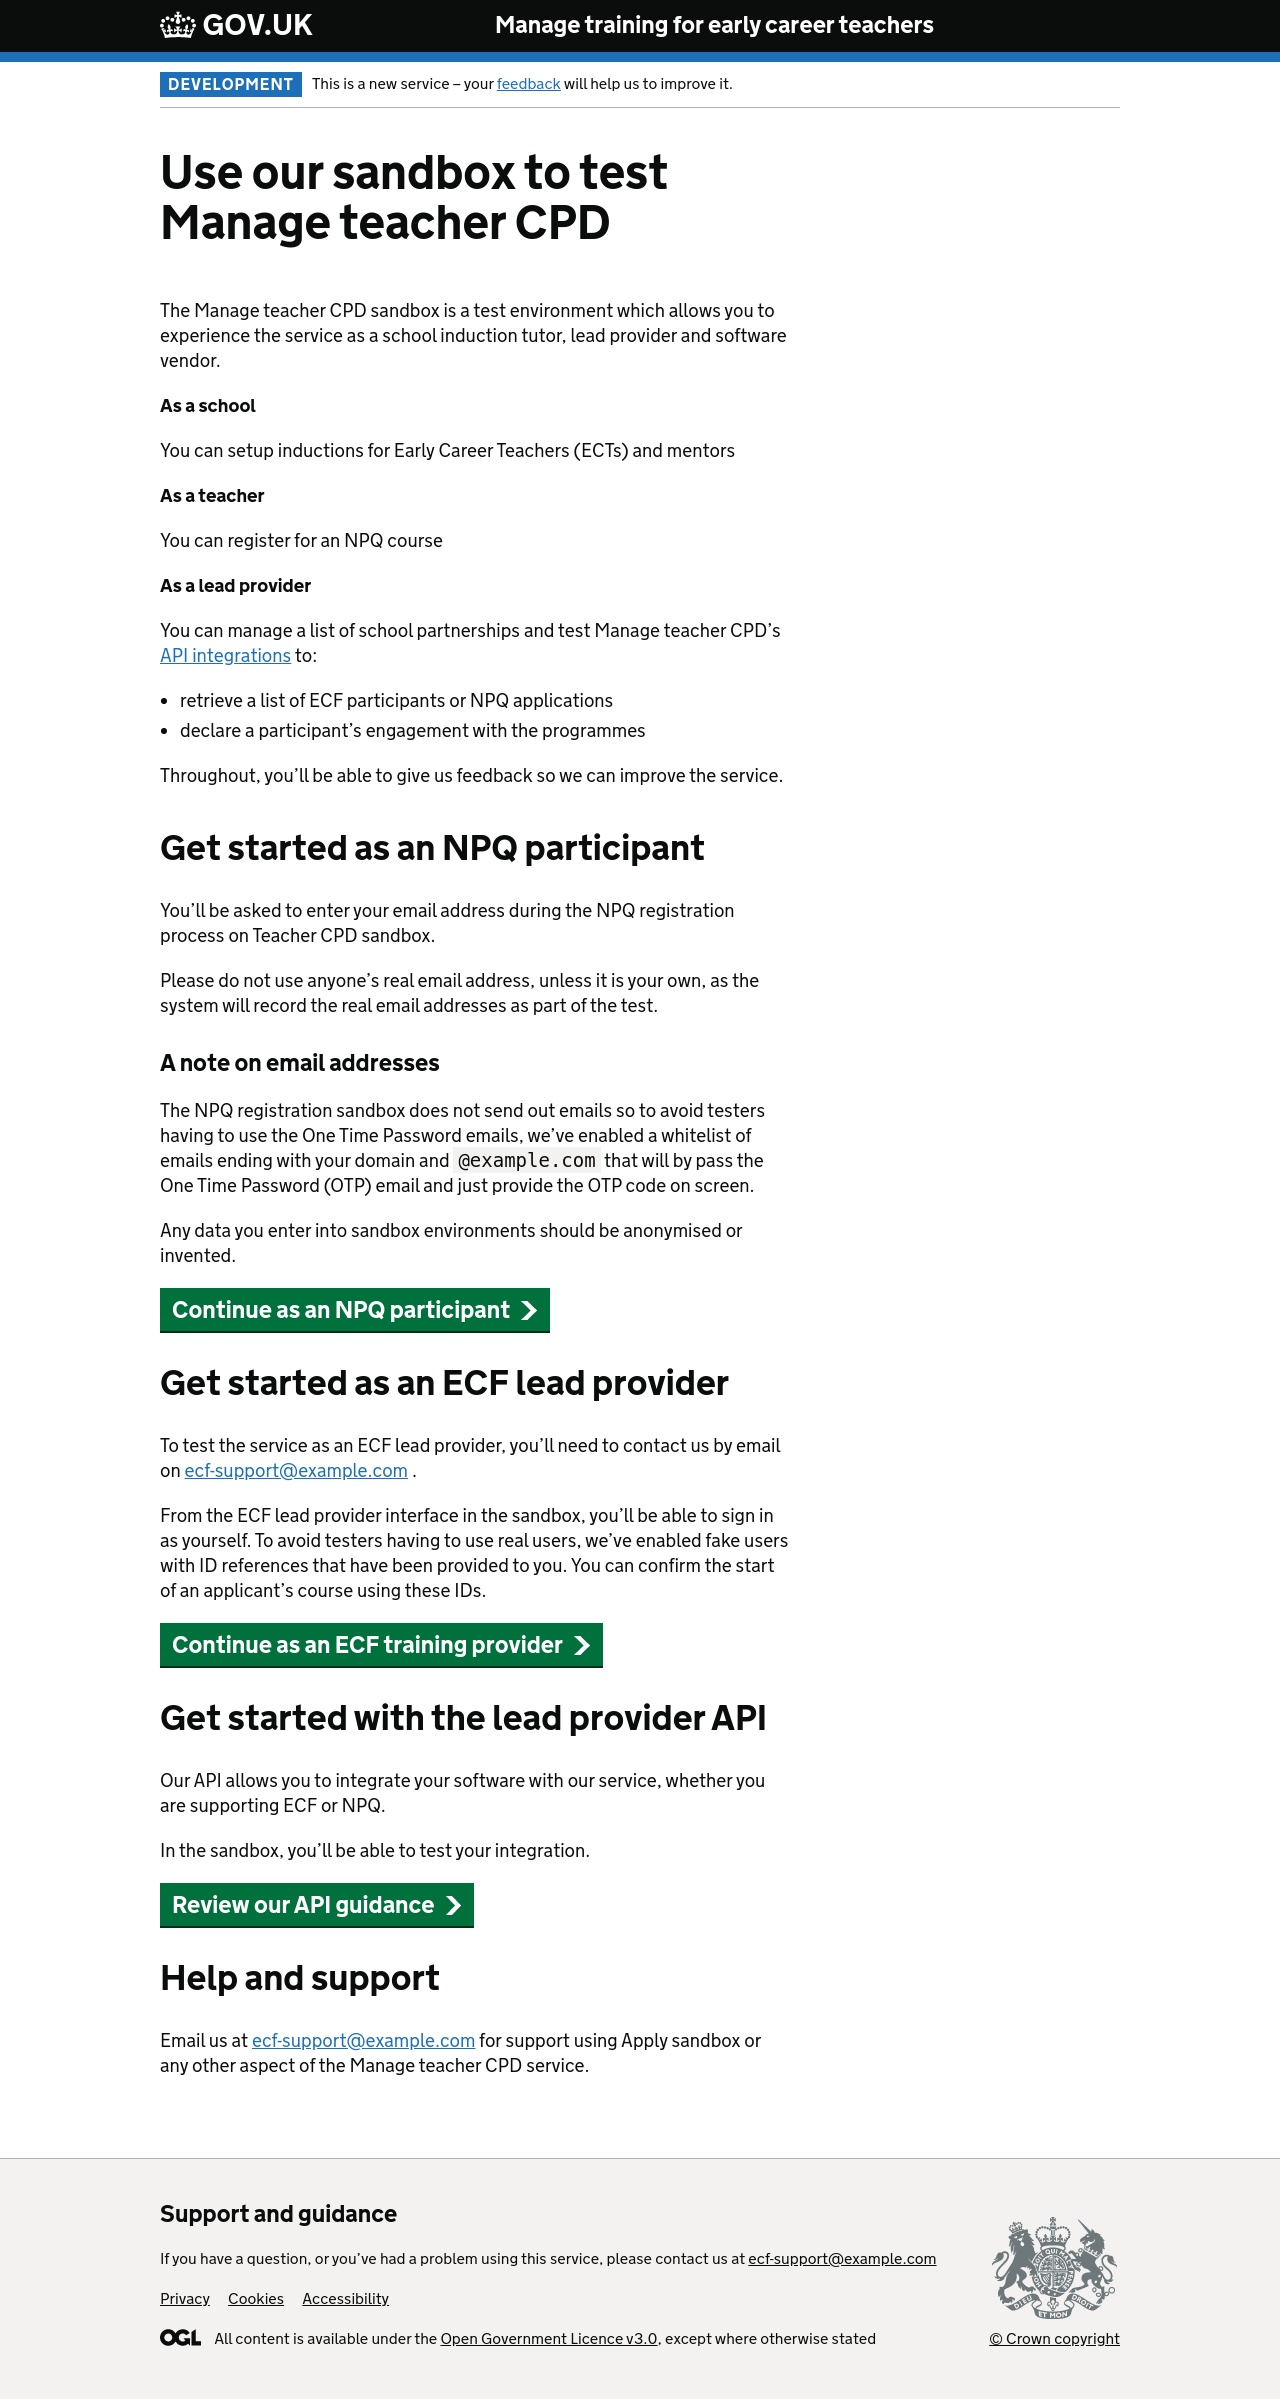 GOV.UK
Manage training for early career teachers
DEVELOPMENT
This is a new service – your feedback will help us to improve it.
Use our sandbox to test
Manage teacher CPD
The Manage teacher CPD sandbox is a test environment which allows you to
experience the service as a school induction tutor, lead provider and software
vendor.
As a school
You can setup inductions for Early Career Teachers (ECTs) and mentors
As a teacher
You can register for an NPQ course
As a lead provider
You can manage a list of school partnerships and test Manage teacher CPD’s
API integrations to:
• retrieve a list of ECF participants or NPQ applications
• declare a participant’s engagement with the programmes
Throughout, you’ll be able to give us feedback so we can improve the service.
Get started as an NPQ participant
You’ll be asked to enter your email address during the NPQ registration
process on Teacher CPD sandbox.
Please do not use anyone’s real email address, unless it is your own, as the
system will record the real email addresses as part of the test.
A note on email addresses
The NPQ registration sandbox does not send out emails so to avoid testers
having to use the One Time Password emails, we’ve enabled a whitelist of
emails ending with your domain and @example.com that will by pass the
One Time Password (OTP) email and just provide the OTP code on screen.
Any data you enter into sandbox environments should be anonymised or
invented.
Continue as an NPQ participant
Get started as an ECF lead provider
To test the service as an ECF lead provider, you’ll need to contact us by email
on ecf-support@example.com .
From the ECF lead provider interface in the sandbox, you’ll be able to sign in
as yourself. To avoid testers having to use real users, we’ve enabled fake users
with ID references that have been provided to you. You can confirm the start
of an applicant’s course using these IDs.
Continue as an ECF training provider
Get started with the lead provider API
Our API allows you to integrate your software with our service, whether you
are supporting ECF or NPQ.
In the sandbox, you’ll be able to test your integration.
Review our API guidance
Help and support
Email us at ecf-support@example.com for support using Apply sandbox or
any other aspect of the Manage teacher CPD service.
Support and guidance
If you have a question, or you’ve had a problem using this service, please contact us at ecf-support@example.com
Privacy Cookies Accessibility
OGL All content is available under the Open Government Licence v3.0, except where otherwise stated
DIEU ET MON DROIT
© Crown copyright